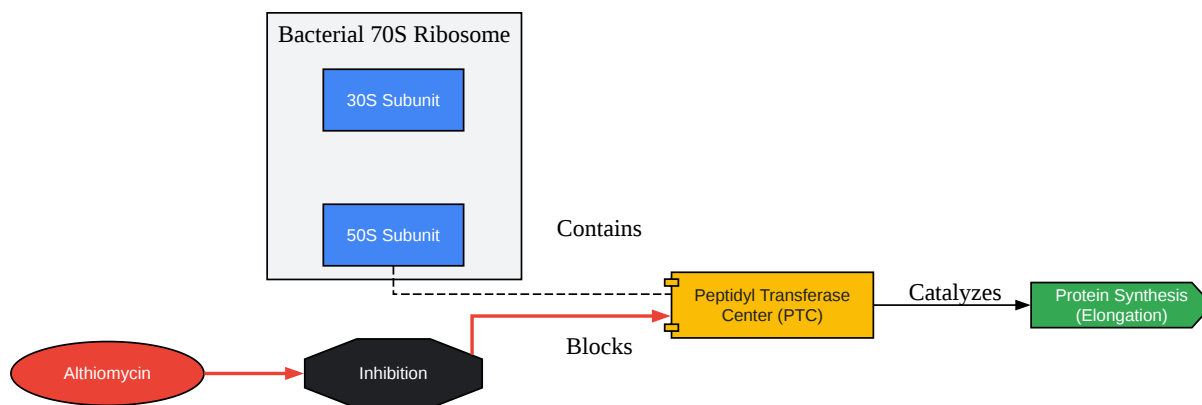 Bacterial 70S Ribosome
30S Subunit
50S Subunit
Contains
Peptidyl Transferase
Center (PTC)
Catalyzes
Protein Synthesis
(Elongation)
Blocks
Althiomycin
Inhibition